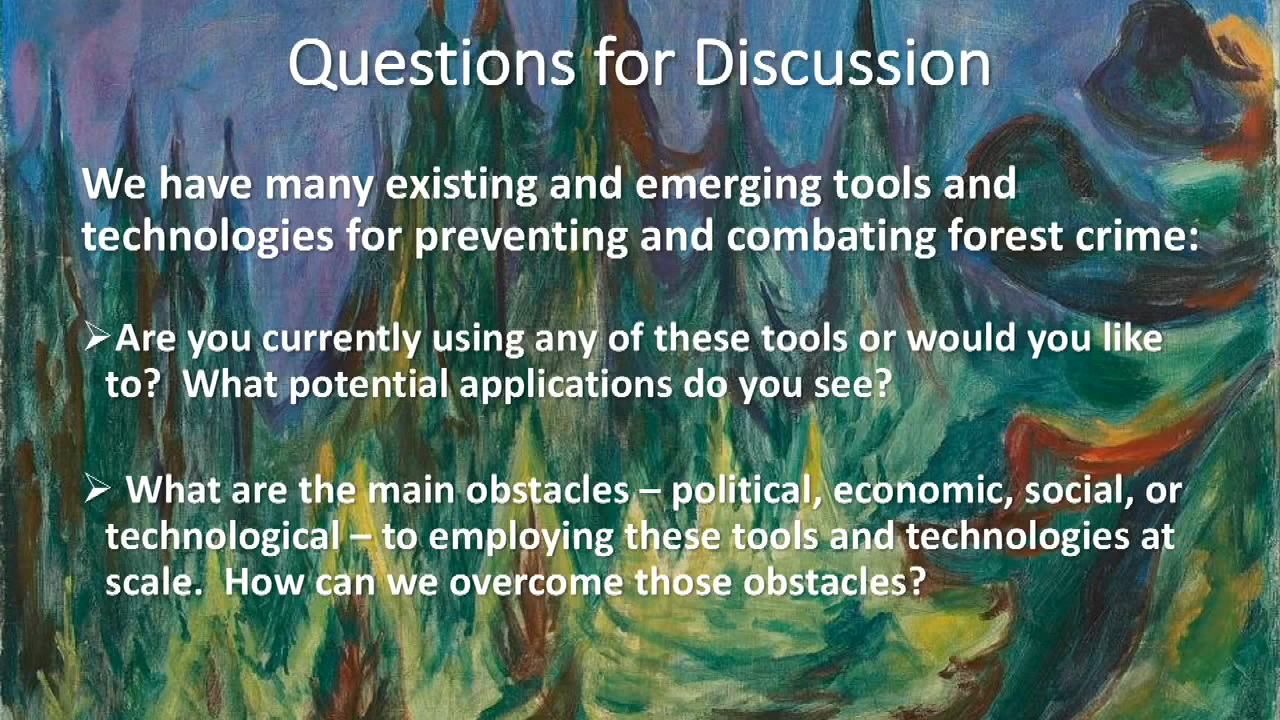 Questions for Discussion
We have many existing and emerging tools and
technologies for preventing and combating forest crime:
➢Are you currently using any of these tools or would you like
to?  What potential applications do you see?
➢ What are the main obstacles – political, economic, social, or
technological – to employing these tools and technologies at
scale.  How can we overcome those obstacles?